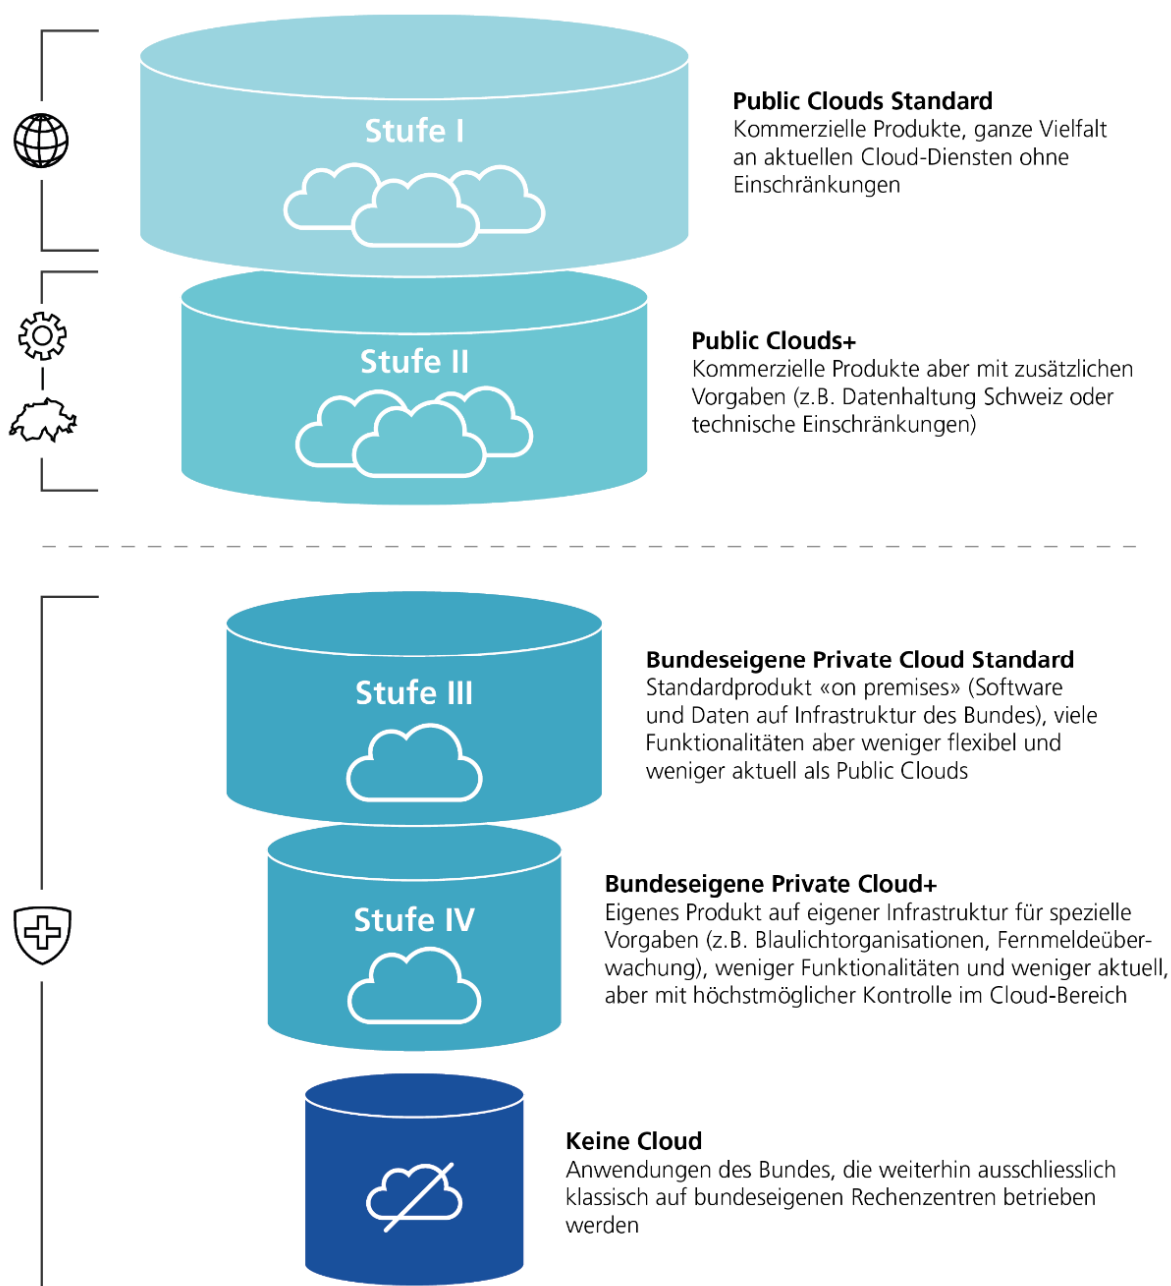 Stufe I
Public Clouds Standard
Kommerzielle Produkte, ganze Vielfalt
an aktuellen Cloud-Diensten ohne
Einschränkungen
Stufe II
Public Clouds+
Kommerzielle Produkte aber mit zusätzlichen
Vorgaben (z.B. Datenhaltung Schweiz oder
technische Einschränkungen)
Stufe III
Bundeseigene Private Cloud Standard
Standardprodukt «on premises» (Software
und Daten auf Infrastruktur des Bundes), viele
Funktionalitäten aber weniger flexibel und
weniger aktuell als Public Clouds
Stufe IV
Bundeseigene Private Cloud+
Eigenes Produkt auf eigener Infrastruktur für spezielle
Vorgaben (z.B. Blaulichtorganisationen, Fernmeldeüber-
wachung), weniger Funktionalitäten und weniger aktuell,
aber mit höchstmöglicher Kontrolle im Cloud-Bereich
Keine Cloud
Anwendungen des Bundes, die weiterhin ausschliesslich
klassisch auf bundeseigenen Rechenzentren betrieben
werden